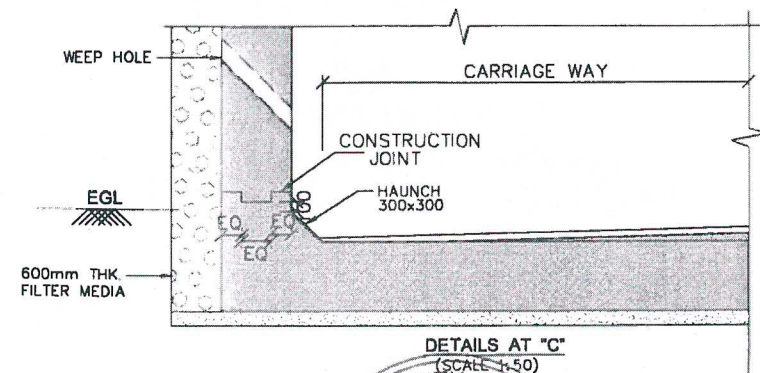 WEEP HOLE
CARRIAGE WAY
CONSTRUCTION
JOINT
HAUNCH
300x300
EGL
EQ.
EQ
EQ
600mm THK.
FILTER MEDIA
DETAILS AT "C"
(SCALE 1:50)